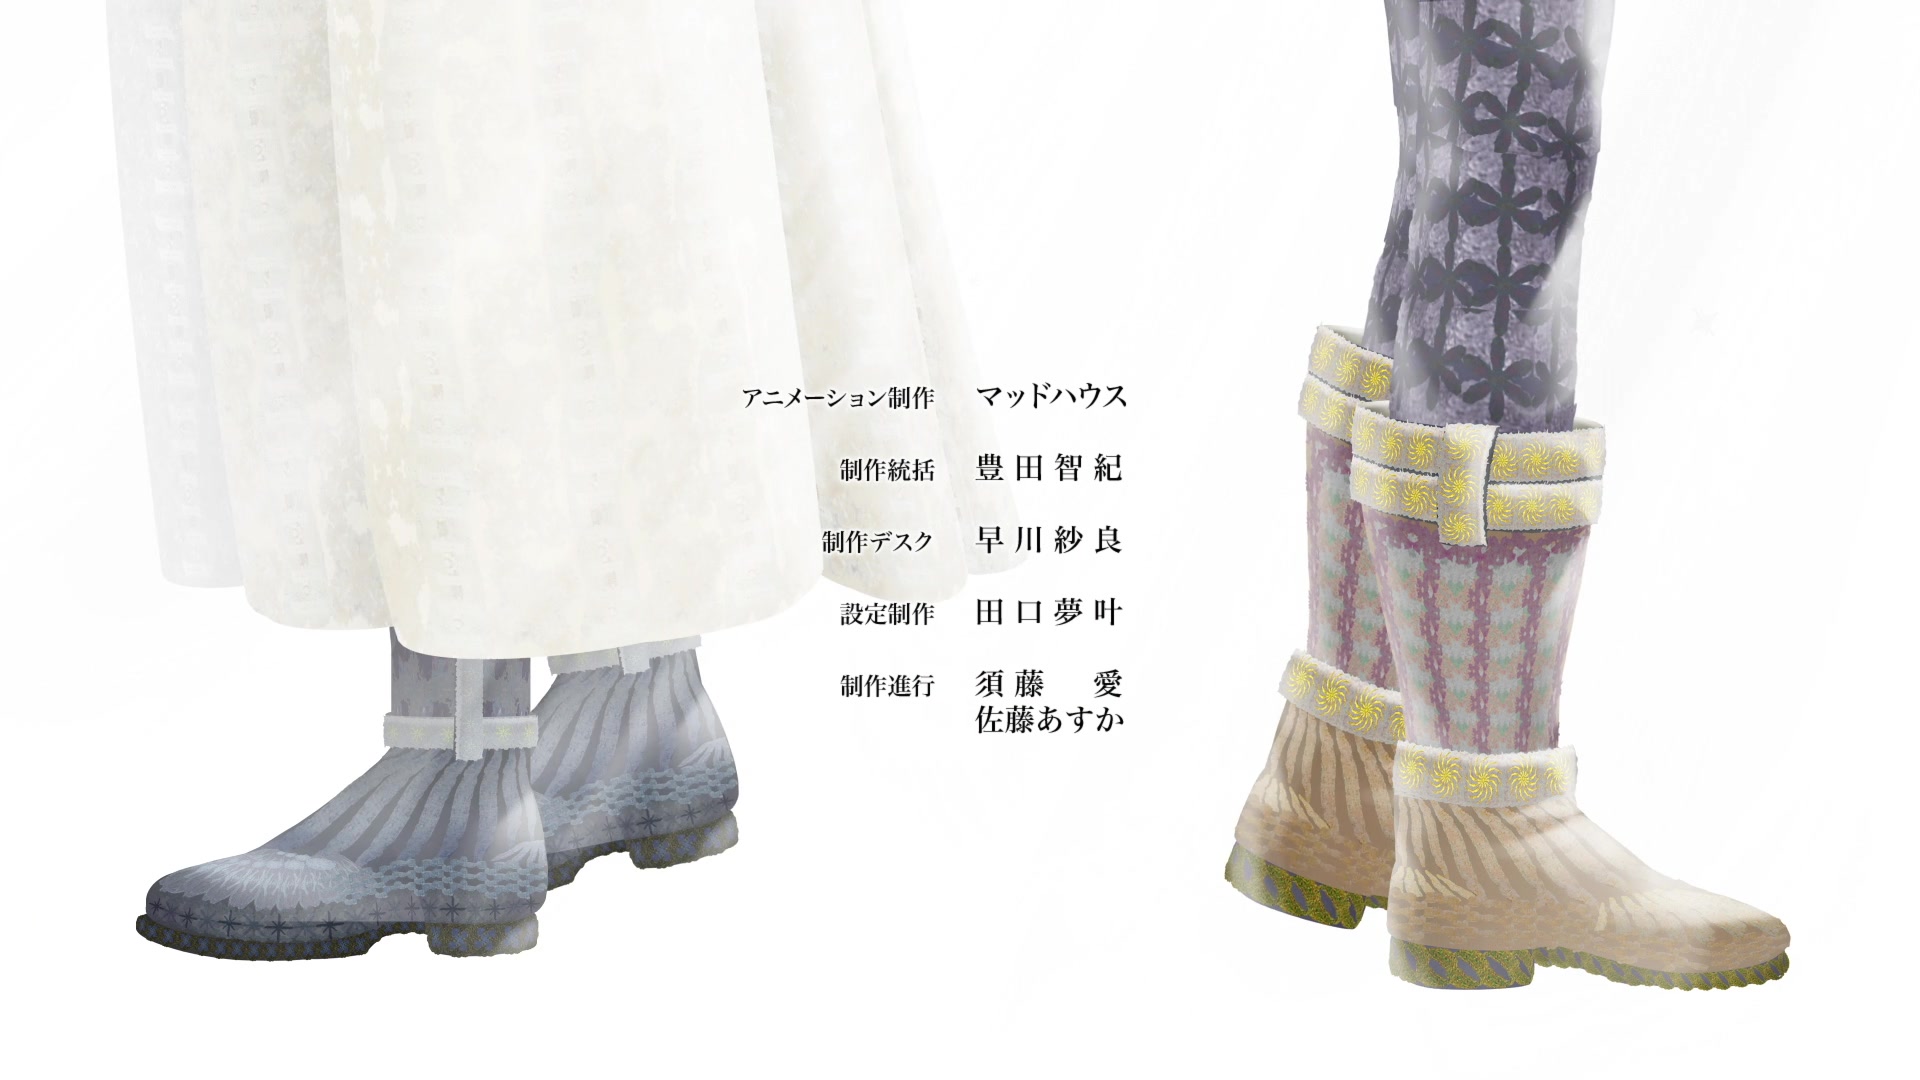 アニメーション制作 マッドハウス
制作統括 豊田智紀
制作デスク 早川紗良
設定制作 田口夢叶
制作進行 須藤 愛
佐藤あすか